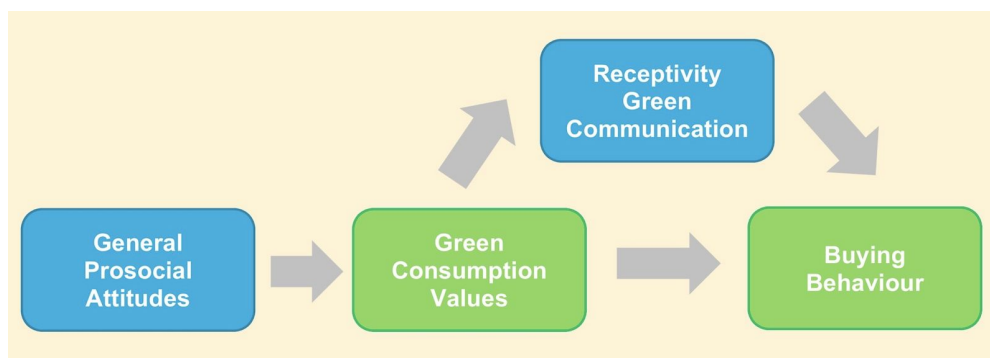 Receptivity
Green
Communication
General
Prosocial
Attitudes
Green
Consumption
Values
Buying
Behaviour